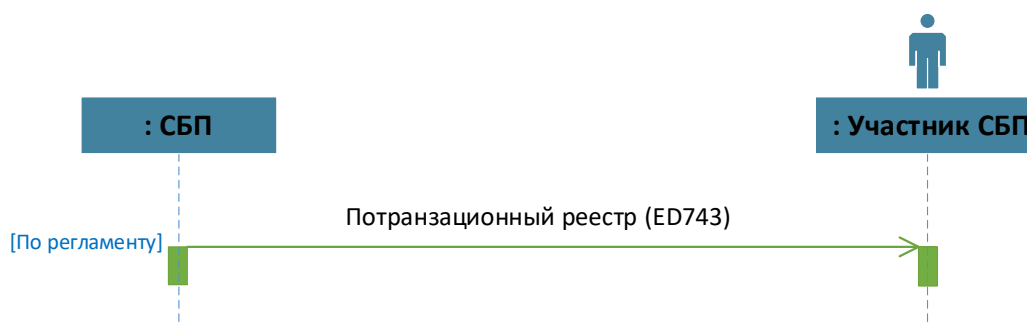 : СБП
: Участник СБП
Потранзационный реестр (ED743)
[По регламенту]